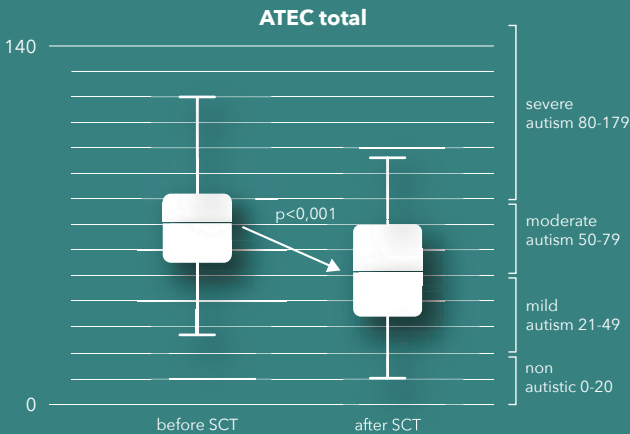 ATEC total
140
severe
autism 80-179
p<0,001
moderate
autism 50-79
mild
autism 21-49
non
autistic 0-20
0
before SCT
after SCT